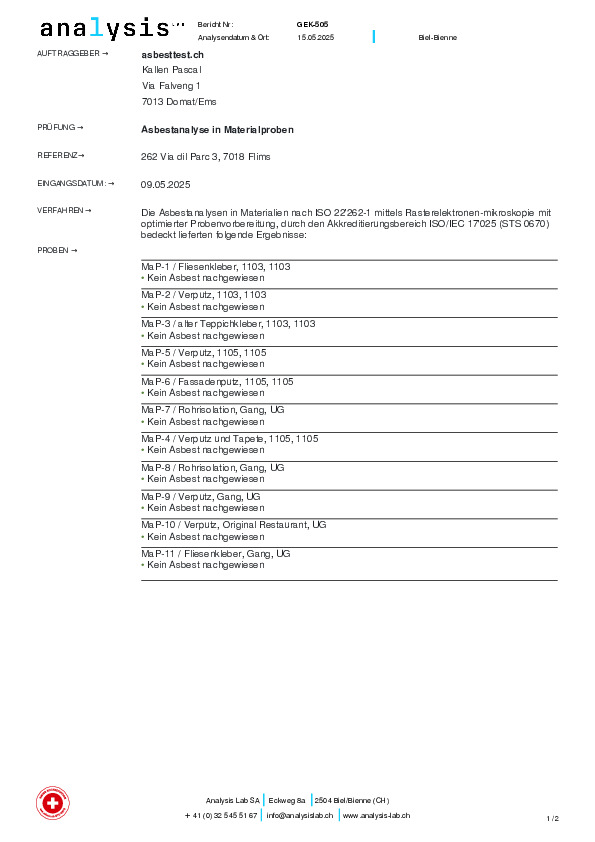 analysis
Bericht Nr: GEK-505
Analysendatum & Ort: 15.05.2025 Biel-Bienne
AUFTRAGGEBER → asbesttest.ch
Kallen Pascal
Via Falveng 1
7013 Domat/Ems
PRÜFUNG → Asbestanalyse in Materialproben
REFERENZ→ 262 Via dil Parc 3, 7018 Flims
EINGANGSDATUM: → 09.05.2025
VERFAHREN → Die Asbestanalysen in Materialien nach ISO 22'262-1 mittels Rasterelektronen-mikroskopie mit
optimierter Probenvorbereitung, durch den Akkreditierungsbereich ISO/IEC 17'025 (STS 0670)
bedeckt lieferten folgende Ergebnisse:
PROBEN →
MaP-1 / Fliesenkleber, 1103, 1103
• Kein Asbest nachgewiesen
MaP-2 / Verputz, 1103, 1103
• Kein Asbest nachgewiesen
MaP-3 / alter Teppichkleber, 1103, 1103
• Kein Asbest nachgewiesen
MaP-5 / Verputz, 1105, 1105
• Kein Asbest nachgewiesen
MaP-6 / Fassadenputz, 1105, 1105
• Kein Asbest nachgewiesen
MaP-7 / Rohrisolation, Gang, UG
• Kein Asbest nachgewiesen
MaP-4 / Verputz und Tapete, 1105, 1105
• Kein Asbest nachgewiesen
MaP-8 / Rohrisolation, Gang, UG
• Kein Asbest nachgewiesen
MaP-9 / Verputz, Gang, UG
• Kein Asbest nachgewiesen
MaP-10 / Verputz, Original Restaurant, UG
• Kein Asbest nachgewiesen
MaP-11 / Fliesenkleber, Gang, UG
• Kein Asbest nachgewiesen
Analysis Lab SA | Eckweg 8a | 2504 Biel/Bienne (CH)
+ 41 (0) 32 545 51 67 | info@analysislab.ch | www.analysis-lab.ch
1 / 2